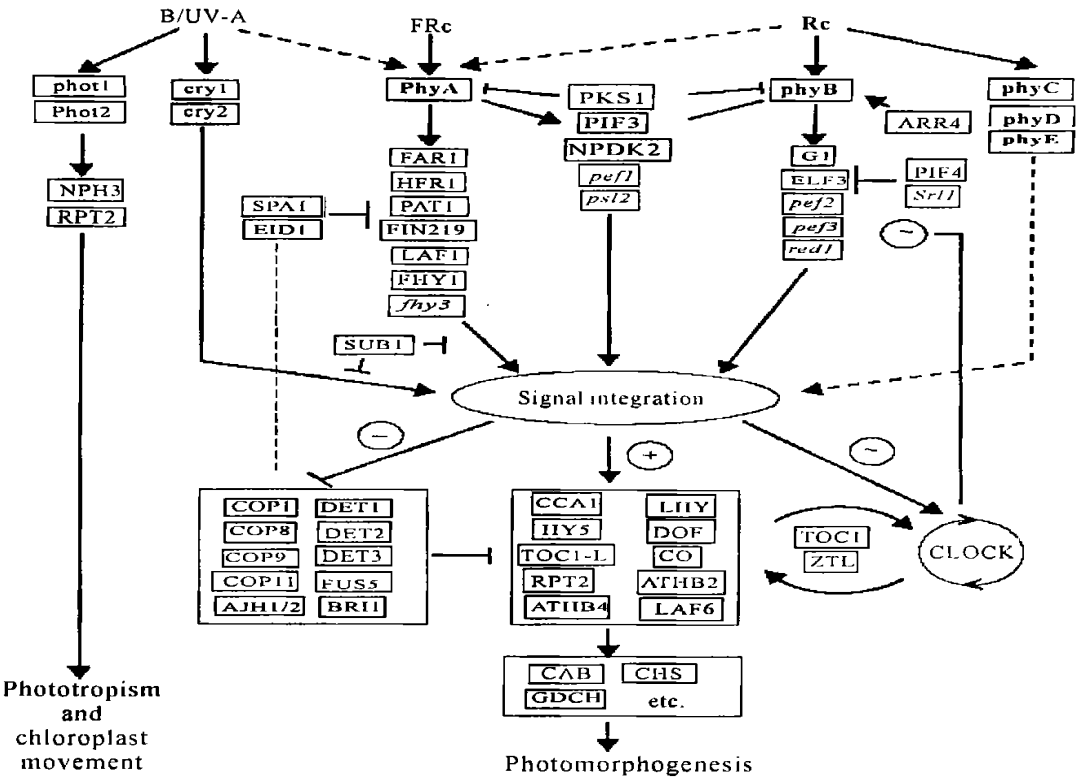 B/UV-A
FRc
Rc
phot1
Phot2
cry1
cry2
PhyA
PKS1
PIF3
NPDK2
pef1
psl2
phyB
ARR4
phyC
phyD
phyE
NPH3
RPT2
SPA1
EID1
FAR1
HFR1
PAT1
FIN219
LAF1
FHY1
fhy3
G1
ELF3
pef2
pef3
red1
PIF4
Srl1
~
SUB1
Signal integration
−
+
~
COP1 DET1
COP8 DET2
COP9 DET3
COP11 FUS5
AJH1/2 BRI1
CCA1 LHY
HY5 DOF
TOC1-L CO
RPT2 ATHB2
ATHB4 LAF6
TOC1
ZTL
CLOCK
CAB CHS
GDCH etc.
Phototropism
and
chloroplast
movement
Photomorphogenesis